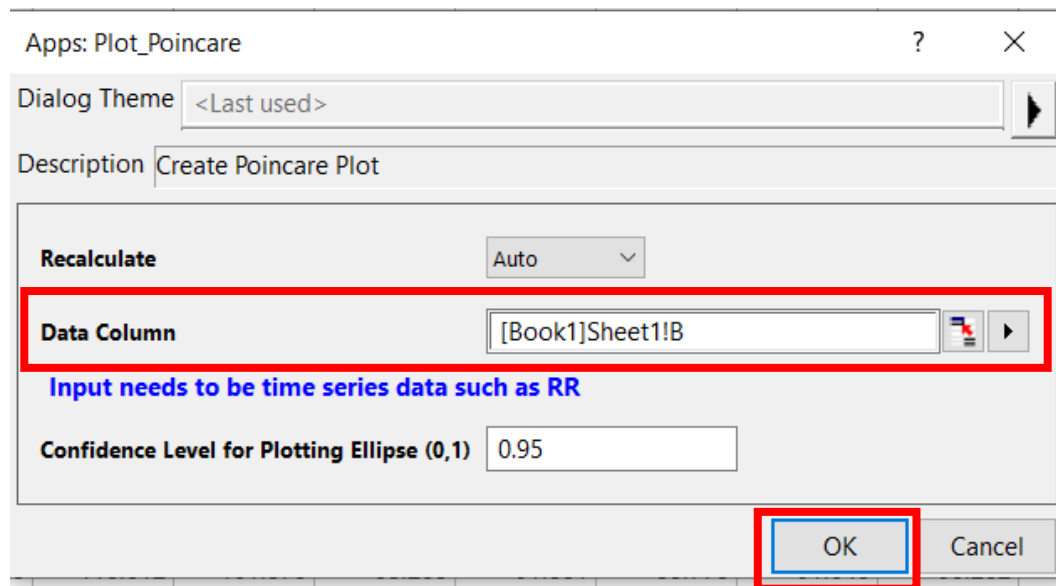 Apps: Plot_Poincare ?
Dialog Theme <Last used>
Description Create Poincare Plot
Recalculate Auto
Data Column [Book1]Sheet1!B
Input needs to be time series data such as RR
Confidence Level for Plotting Ellipse (0,1) 0.95
OK Cancel